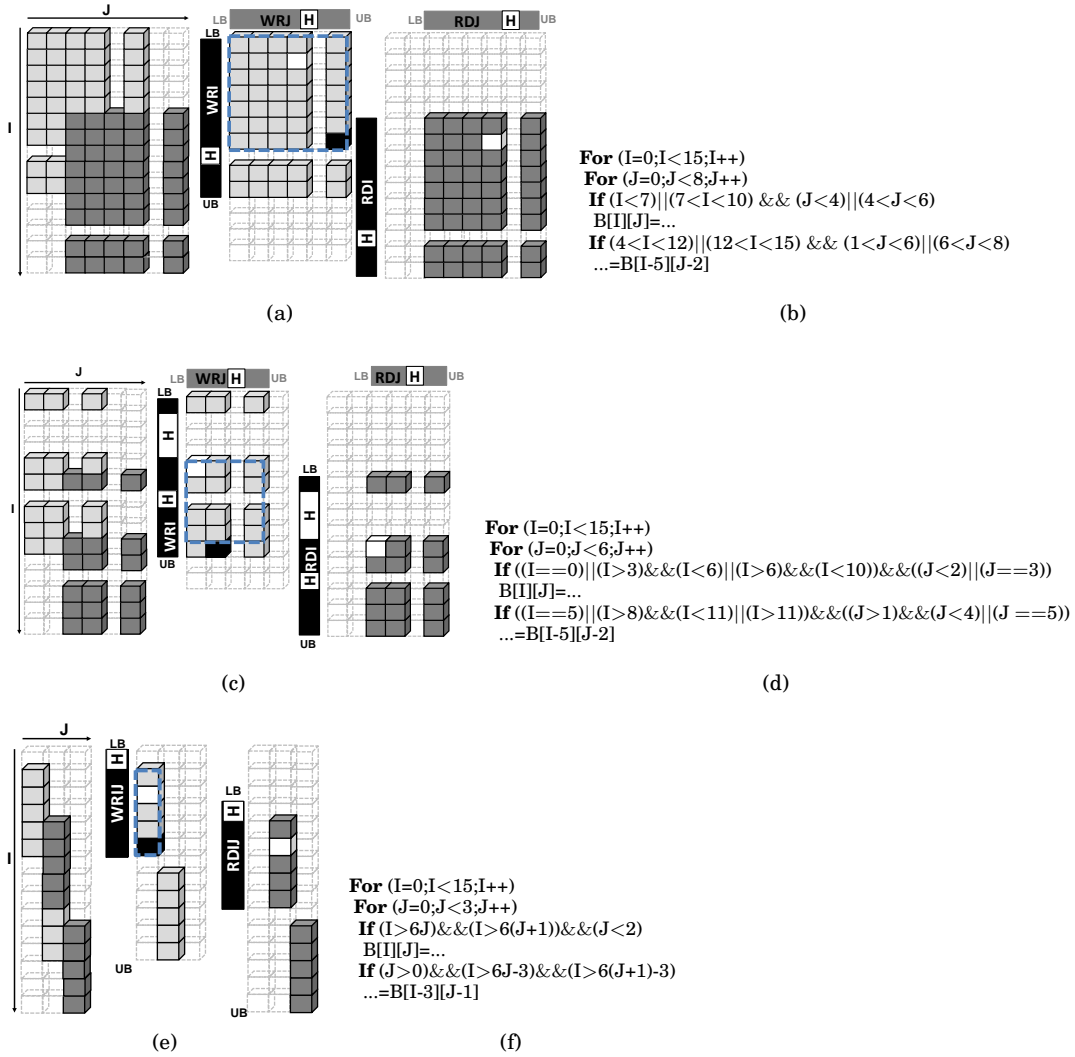 J
LB WRJ H UB
LB
I
WRI
H
UB
RDJ H
RDI
H
For (I=0;I<15;I++)
For (J=0;J<8;J++)
If (I<7)||(7<I<10) && (J<4)||(4<J<6)
B[I][J]=...
If (4<I<12)||(12<I<15) && (1<J<6)||(6<J<8)
...=B[I-5][J-2]
(a)
(b)
J
LB WRJ H UB
LB
I
H
H
WRI
UB
LB RDJ H UB
LB
H
RDI
H
UB
For (I=0;I<15;I++)
For (J=0;J<6;J++)
If ((I==0)||(I>3)&&(I<6)||(I>6)&&(I<10))&&((J<2)||(J==3))
B[I][J]=...
If ((I==5)||(I>8)&&(I<11)||(I>11))&&((J>1)&&(J<4)||(J ==5))
...=B[I-5][J-2]
(c)
(d)
J
I
LB
H
WRIJ
UB
LB
H
RDIJ
UB
For (I=0;I<15;I++)
For (J=0;J<3;J++)
If (I>6J)&&(I>6(J+1))&&(J<2)
B[I][J]=...
If (J>0)&&(I>6J-3)&&(I>6(J+1)-3)
...=B[I-3][J-1]
(e)
(f)